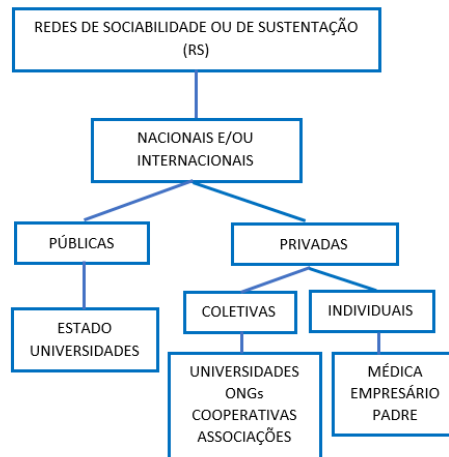 REDES DE SOCIABILIDADE OU DE SUSTENTAÇÃO
(RS)
NACIONAIS E/OU
INTERNACIONAIS
PÚBLICAS
PRIVADAS
ESTADO
UNIVERSIDADES
COLETIVAS
INDIVIDUAIS
UNIVERSIDADES
ONGs
COOPERATIVAS
ASSOCIAÇÕES
MÉDICA
EMPRESÁRIO
PADRE